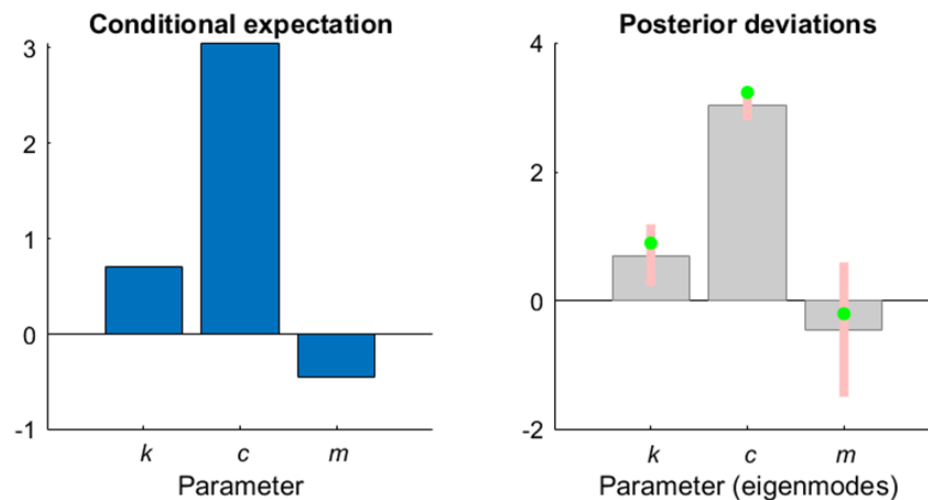 Conditional expectation
3
2
1
0
-1
k
c
m
Parameter
Posterior deviations
4
2
0
-2
k
c
m
Parameter (eigenmodes)